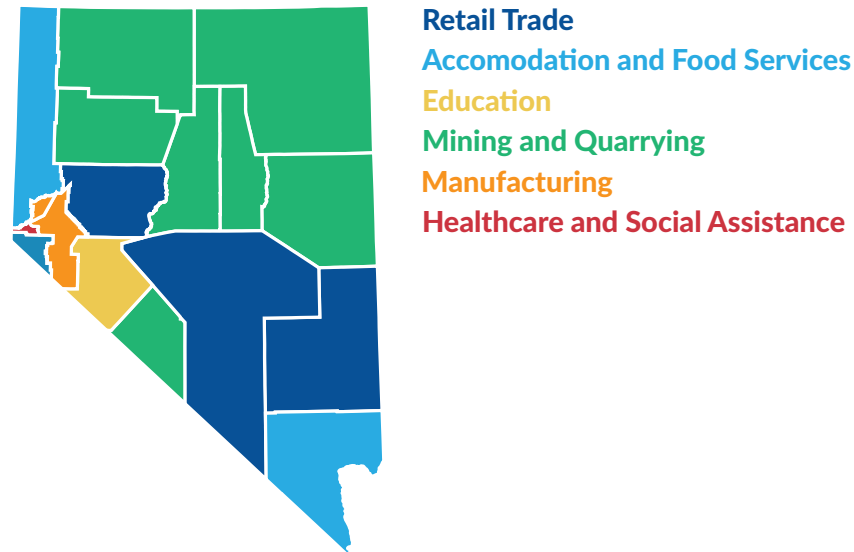 Retail Trade
Accomodation and Food Services
Education
Mining and Quarrying
Manufacturing
Healthcare and Social Assistance